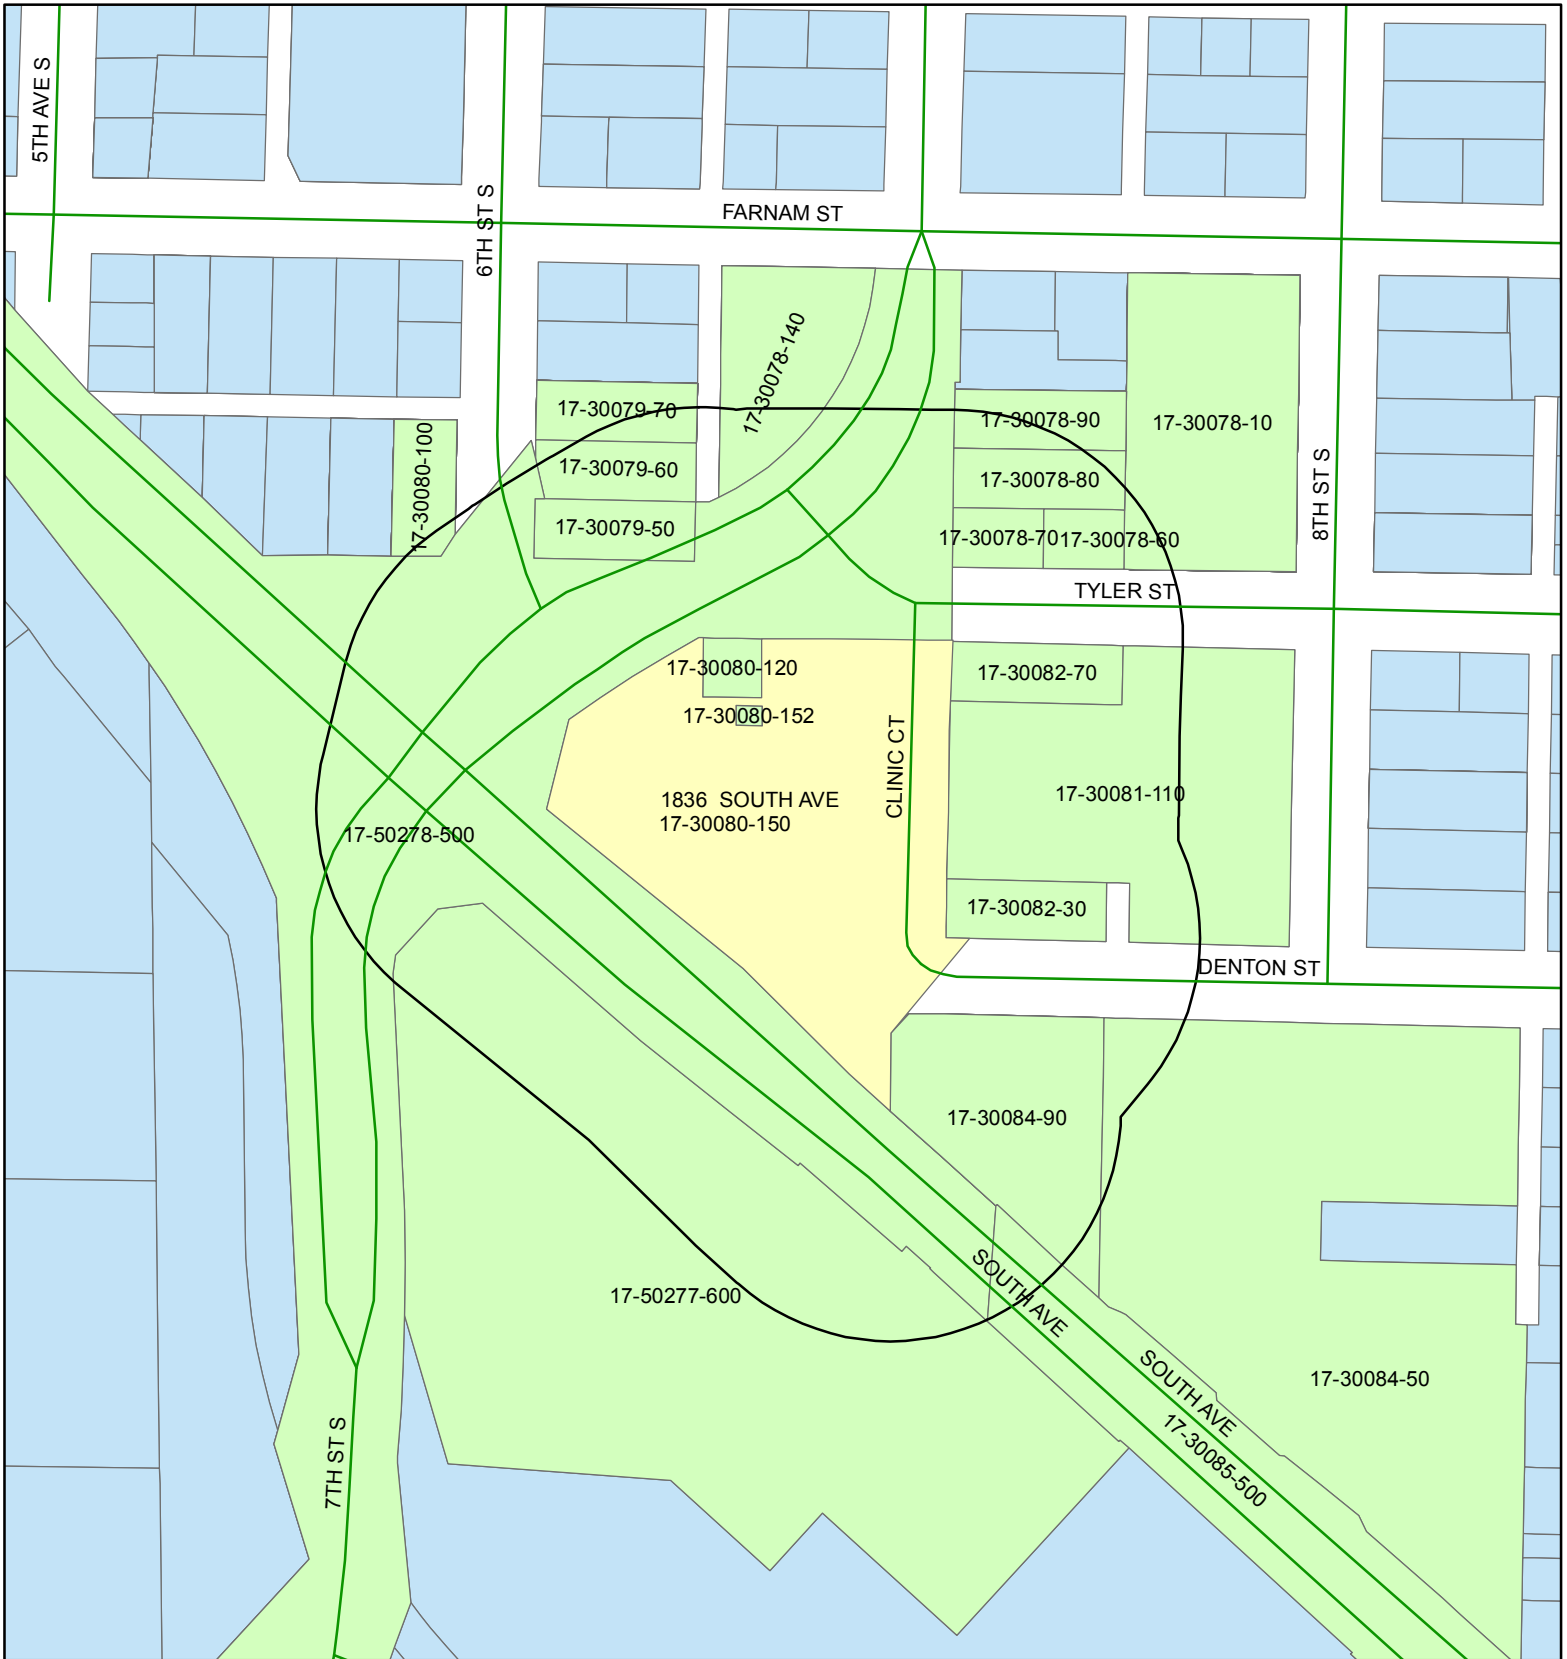 5TH AVE S
6TH ST S
FARNAM ST
17-30078-140
17-30079-70
17-30078-90
17-30078-10
17-30080-100
17-30079-60
17-30078-80
8TH ST S
17-30079-50
17-30078-70
17-30078-60
TYLER ST
17-30080-120
17-30082-70
17-30080-152
CLINIC CT
1836 SOUTH AVE
17-30080-150
17-30081-110
17-50278-500
17-30082-30
DENTON ST
17-30084-90
17-50277-600
SOUTH AVE
SOUTH AVE
17-30084-50
17-30085-500
7TH ST S